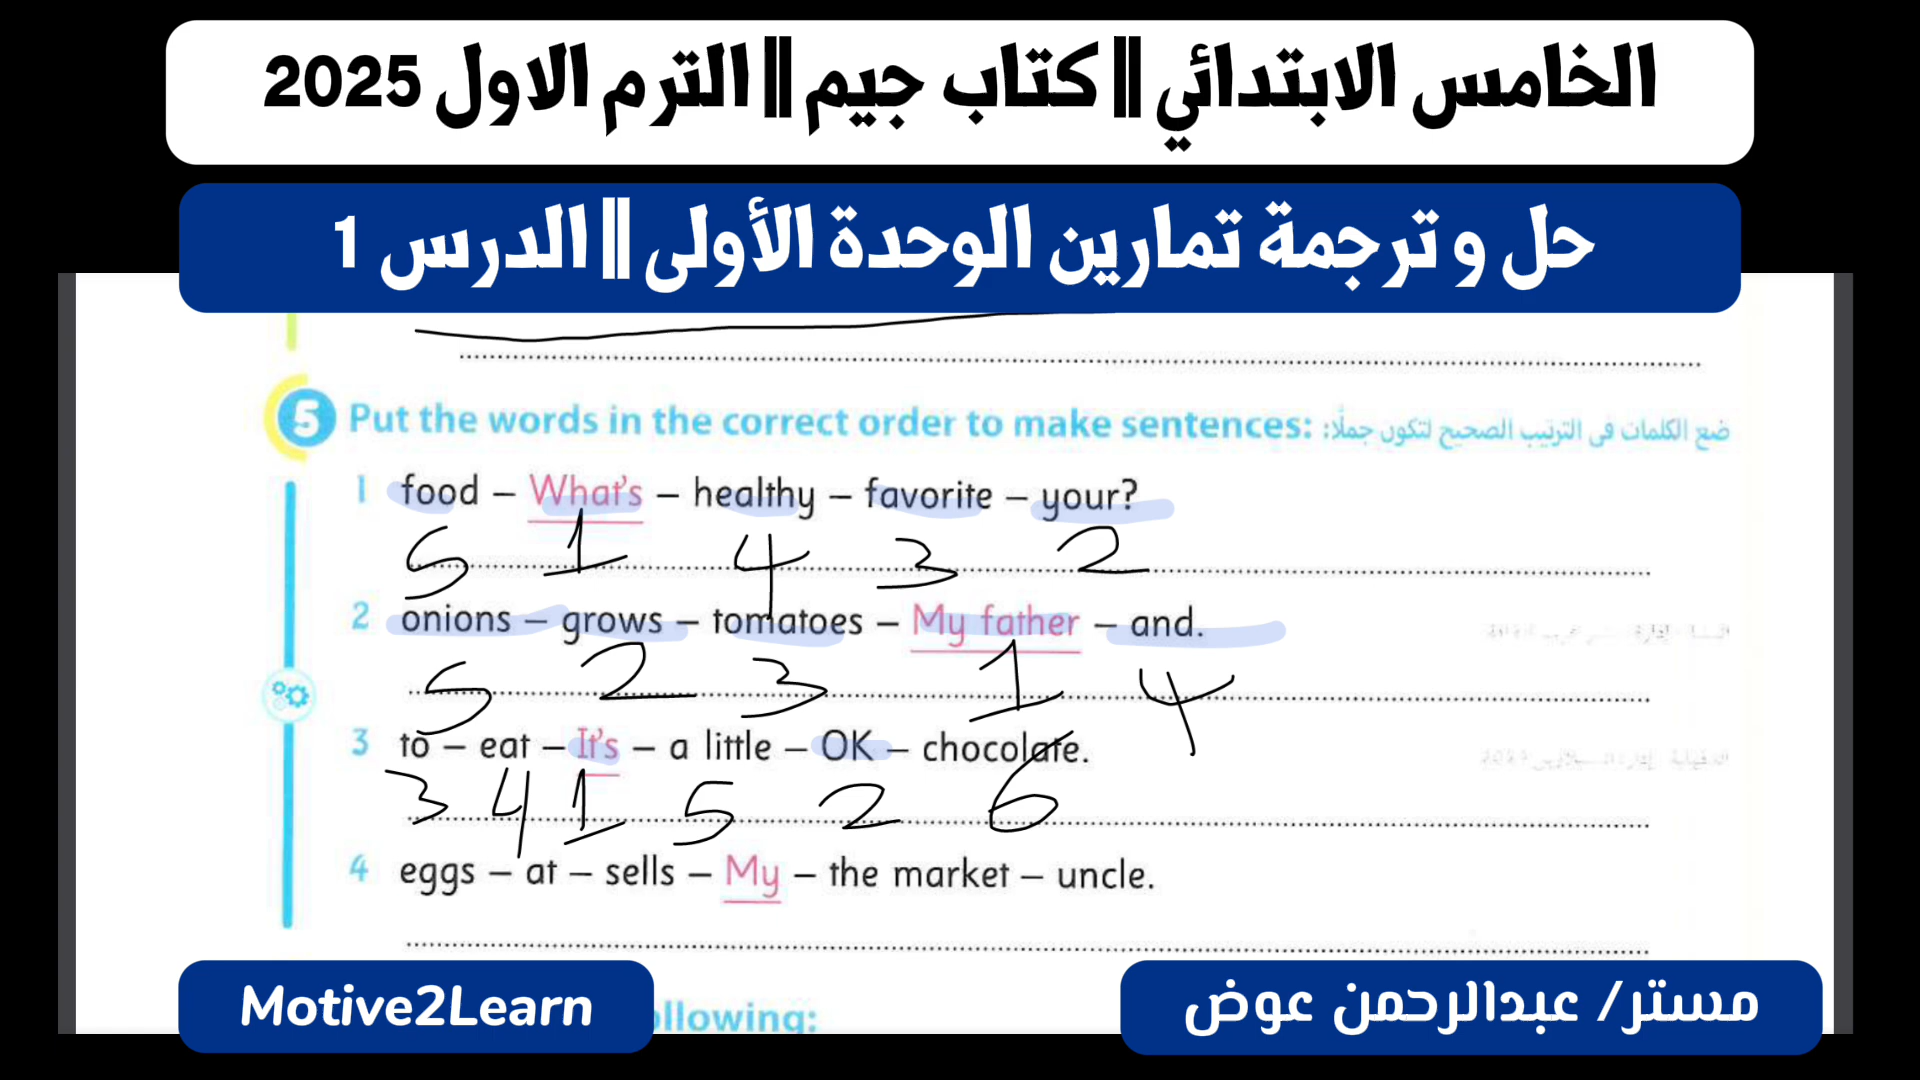 الخامس الابتدائي || كتاب جيم || الترم الاول 2025
حل و ترجمة تمارين الوحدة الأولى || الدرس 1
5 Put the words in the correct order to make sentences: ضع الكلمات فى الترتيب الصحيح لتكون جملًا:
1 food – What's – healthy – favorite – your?
5 1 4 3 2
2 onions – grows – tomatoes – My father – and.
5 2 3 1 4
3 to – eat – It's – a little – OK – chocolate.
3 4 1 5 2 6
4 eggs – at – sells – My – the market – uncle.
ollowing:
Motive2Learn
مستر/ عبدالرحمن عوض